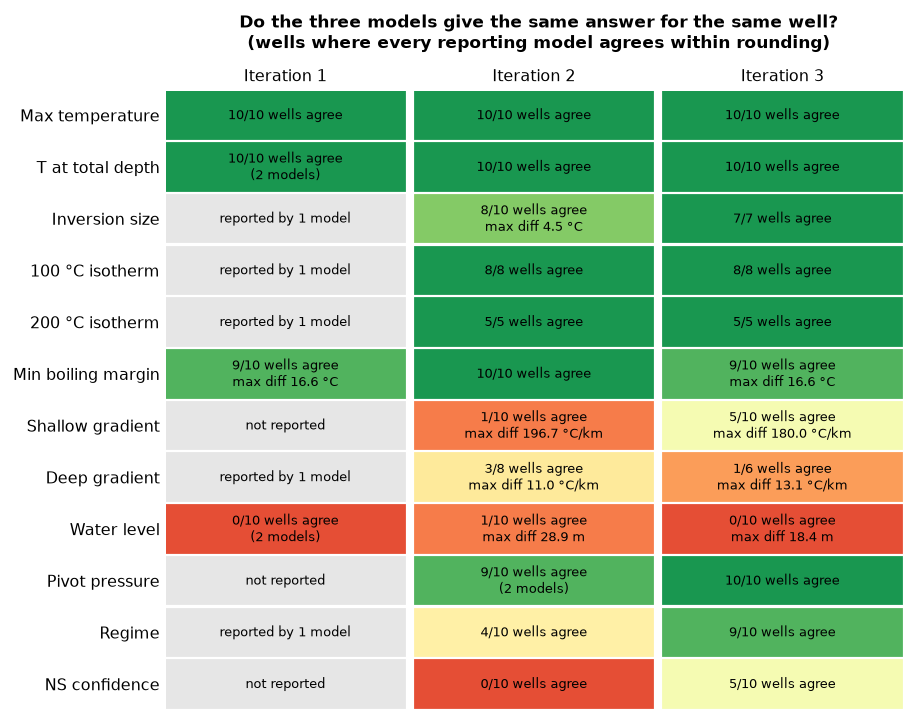 Do the three models give the same answer for the same well?
(wells where every reporting model agrees within rounding)
Iteration 1
Iteration 2
Iteration 3
Max temperature
10/10 wells agree
10/10 wells agree
10/10 wells agree
T at total depth
10/10 wells agree
(2 models)
10/10 wells agree
10/10 wells agree
Inversion size
reported by 1 model
8/10 wells agree
max diff 4.5 °C
7/7 wells agree
100 °C isotherm
reported by 1 model
8/8 wells agree
8/8 wells agree
200 °C isotherm
reported by 1 model
5/5 wells agree
5/5 wells agree
Min boiling margin
9/10 wells agree
max diff 16.6 °C
10/10 wells agree
9/10 wells agree
max diff 16.6 °C
Shallow gradient
not reported
1/10 wells agree
max diff 196.7 °C/km
5/10 wells agree
max diff 180.0 °C/km
Deep gradient
reported by 1 model
3/8 wells agree
max diff 11.0 °C/km
1/6 wells agree
max diff 13.1 °C/km
Water level
0/10 wells agree
(2 models)
1/10 wells agree
max diff 28.9 m
0/10 wells agree
max diff 18.4 m
Pivot pressure
not reported
9/10 wells agree
(2 models)
10/10 wells agree
Regime
reported by 1 model
4/10 wells agree
9/10 wells agree
NS confidence
not reported
0/10 wells agree
5/10 wells agree